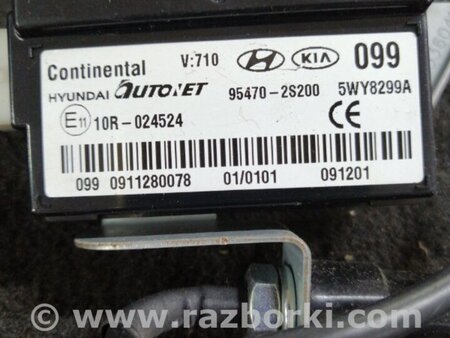 Continental V:710 HYUNDAI KIA 099
HYUNDAI AUTONET 95470-2S200 5WY8299A
E11 10R-024524 CE
099 0911280078 01/0101 091201
www.razborki.com